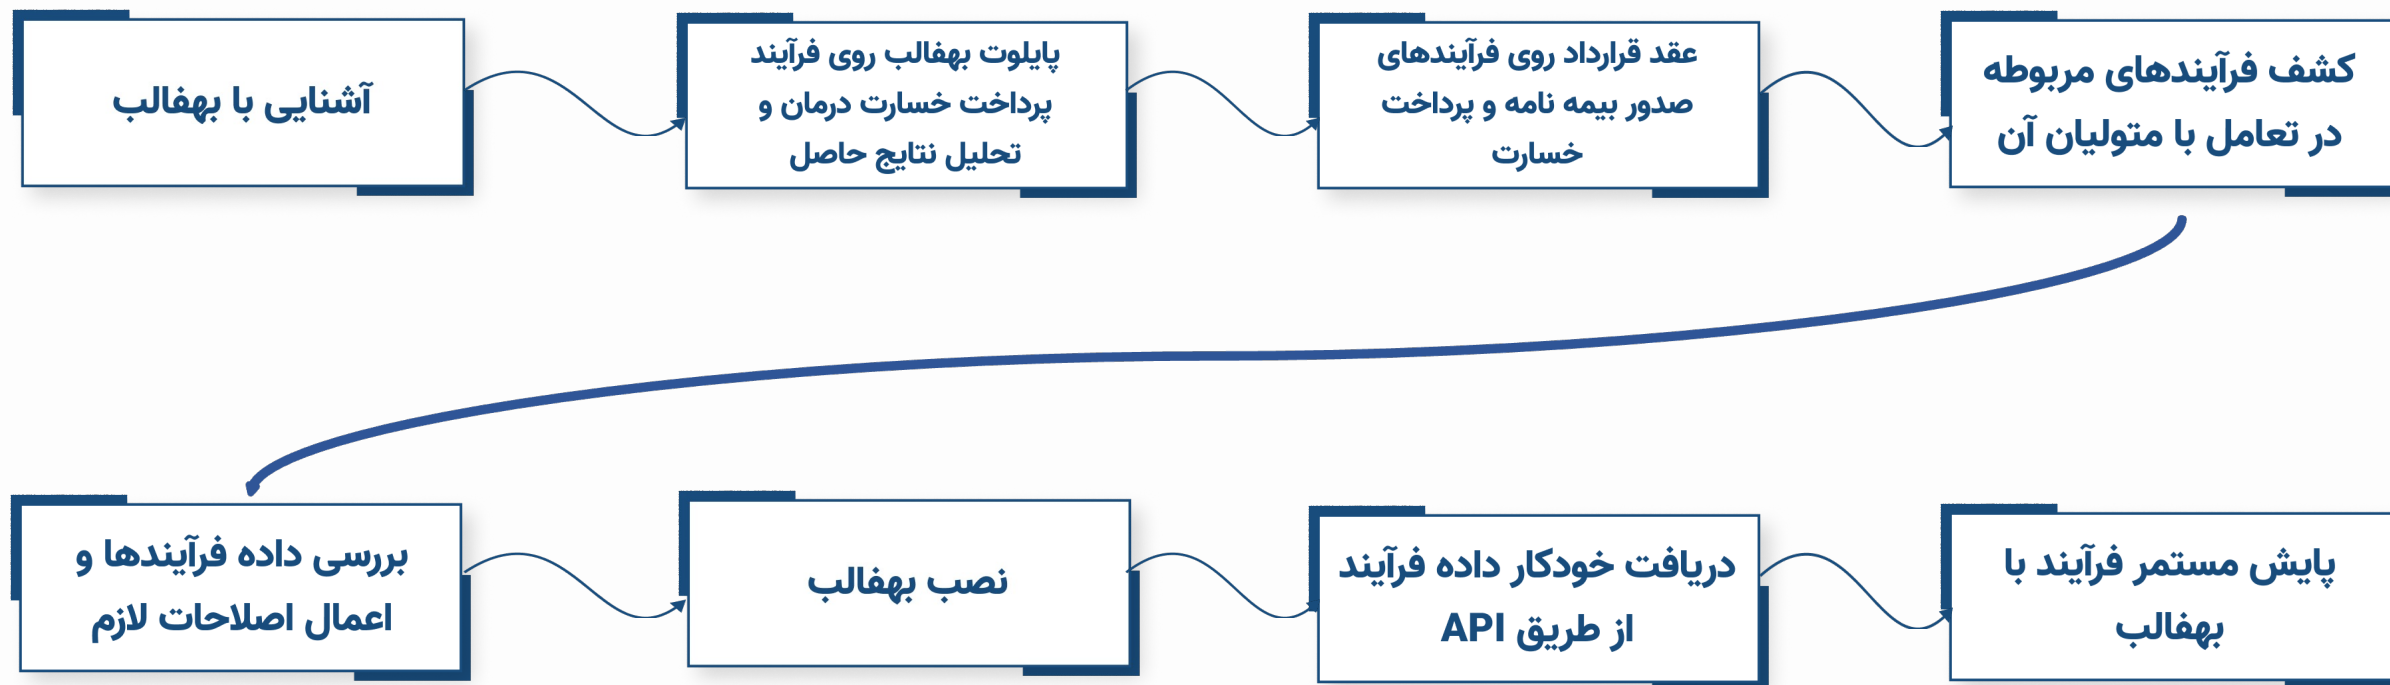 آشنایی با بهفالب
پایلوت بهفالب روی فرآیند
پرداخت خسارت درمان و
تحلیل نتایج حاصل
عقد قرارداد روی فرآیندهای
صدور بیمه نامه و پرداخت
خسارت
کشف فرآیندهای مربوطه
در تعامل با متولیان آن
بررسی داده فرآیندها و
اعمال اصلاحات لازم
نصب بهفالب
دریافت خودکار داده فرآیند
از طریق API
پایش مستمر فرآیند با
بهفالب